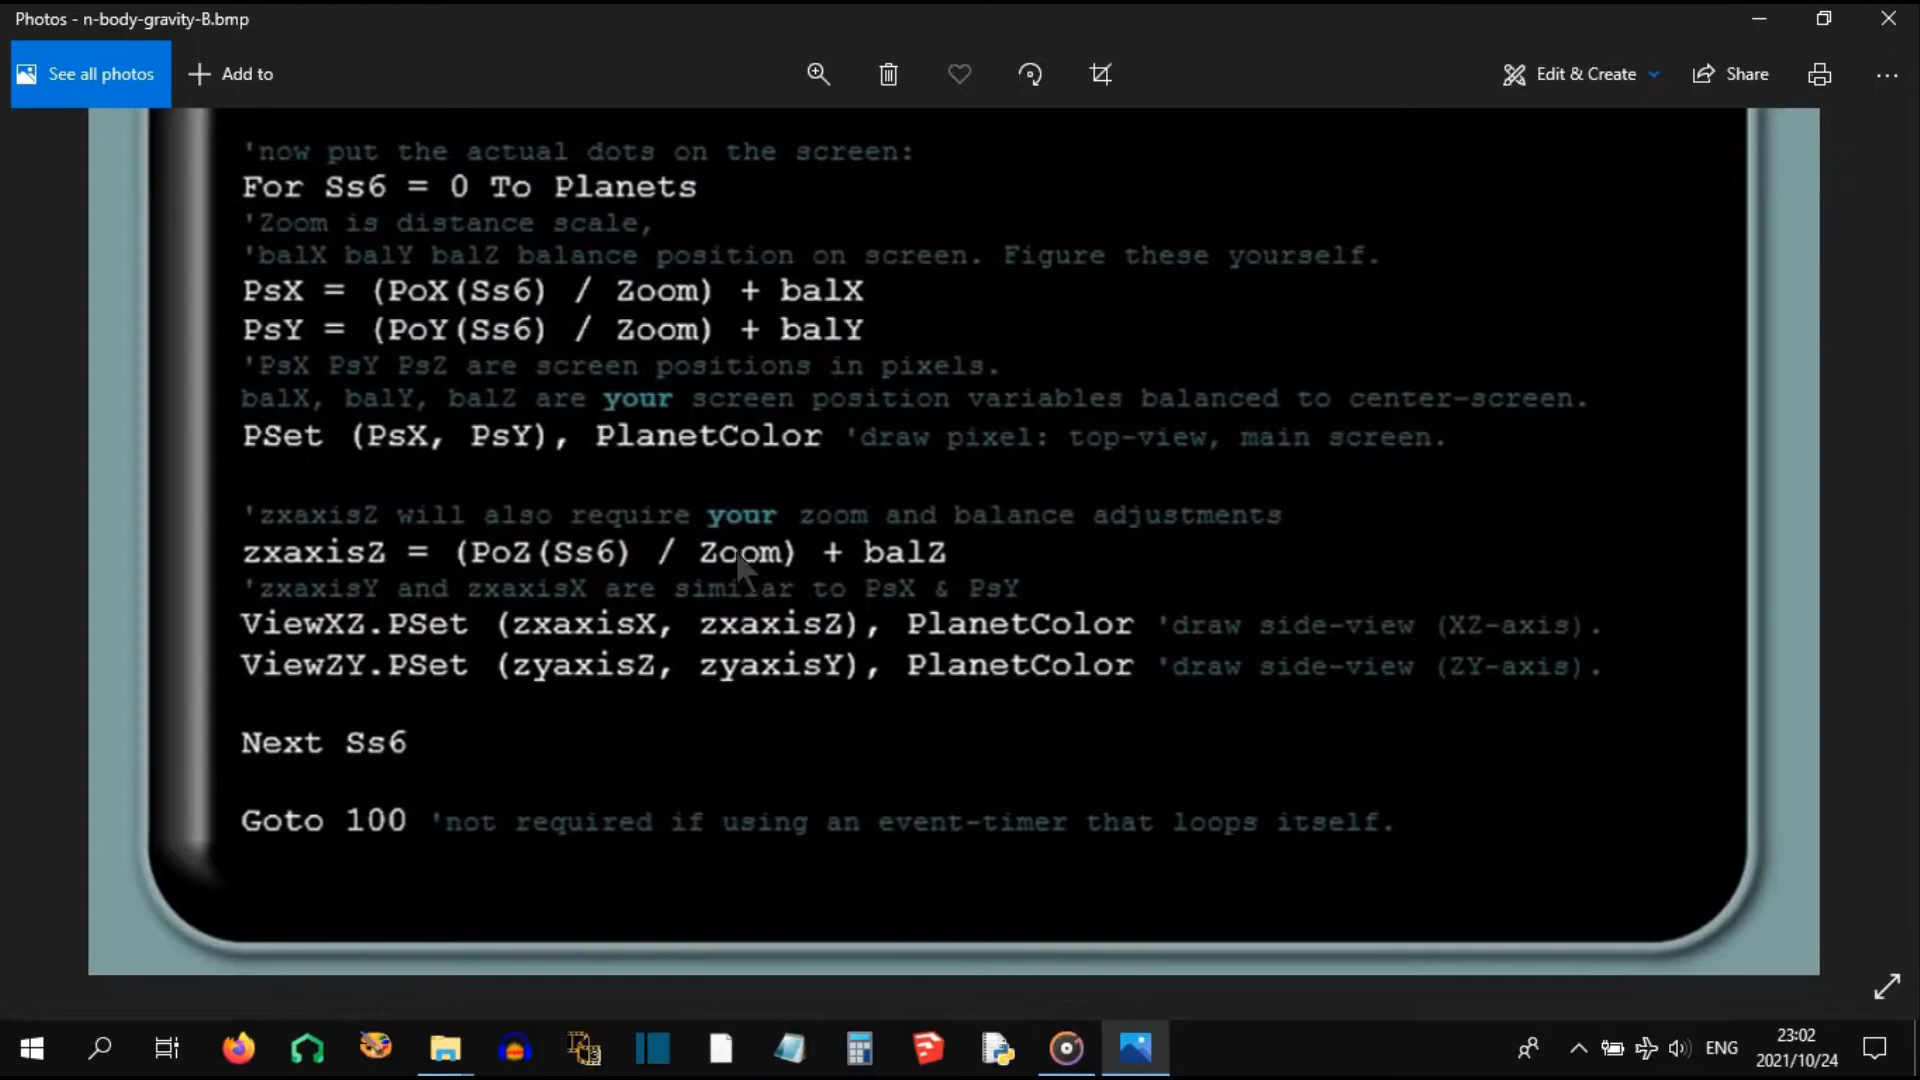 Photos - n-body-gravity-B.bmp
See all photos
Add to
Edit & Create
Share
'now put the actual dots on the screen:
For Ss6 = 0 To Planets
'Zoom is distance scale,
'balX balY balZ balance position on screen. Figure these yourself.
PsX = (PoX(Ss6) / Zoom) + balX
PsY = (PoY(Ss6) / Zoom) + balY
'PsX PsY PsZ are screen positions in pixels.
balX, balY, balZ are your screen position variables balanced to center-screen.
PSet (PsX, PsY), PlanetColor 'draw pixel: top-view, main screen.
'zxaxisZ will also require your zoom and balance adjustments
zxaxisZ = (PoZ(Ss6) / Zoom) + balZ
'zxaxisY and zxaxisX are similar to PsX & PsY
ViewXZ.PSet (zxaxisX, zxaxisZ), PlanetColor 'draw side-view (XZ-axis).
ViewZY.PSet (zyaxisZ, zyaxisY), PlanetColor 'draw side-view (ZY-axis).
Next Ss6
Goto 100 'not required if using an event-timer that loops itself.
ENG
23:02
2021/10/24